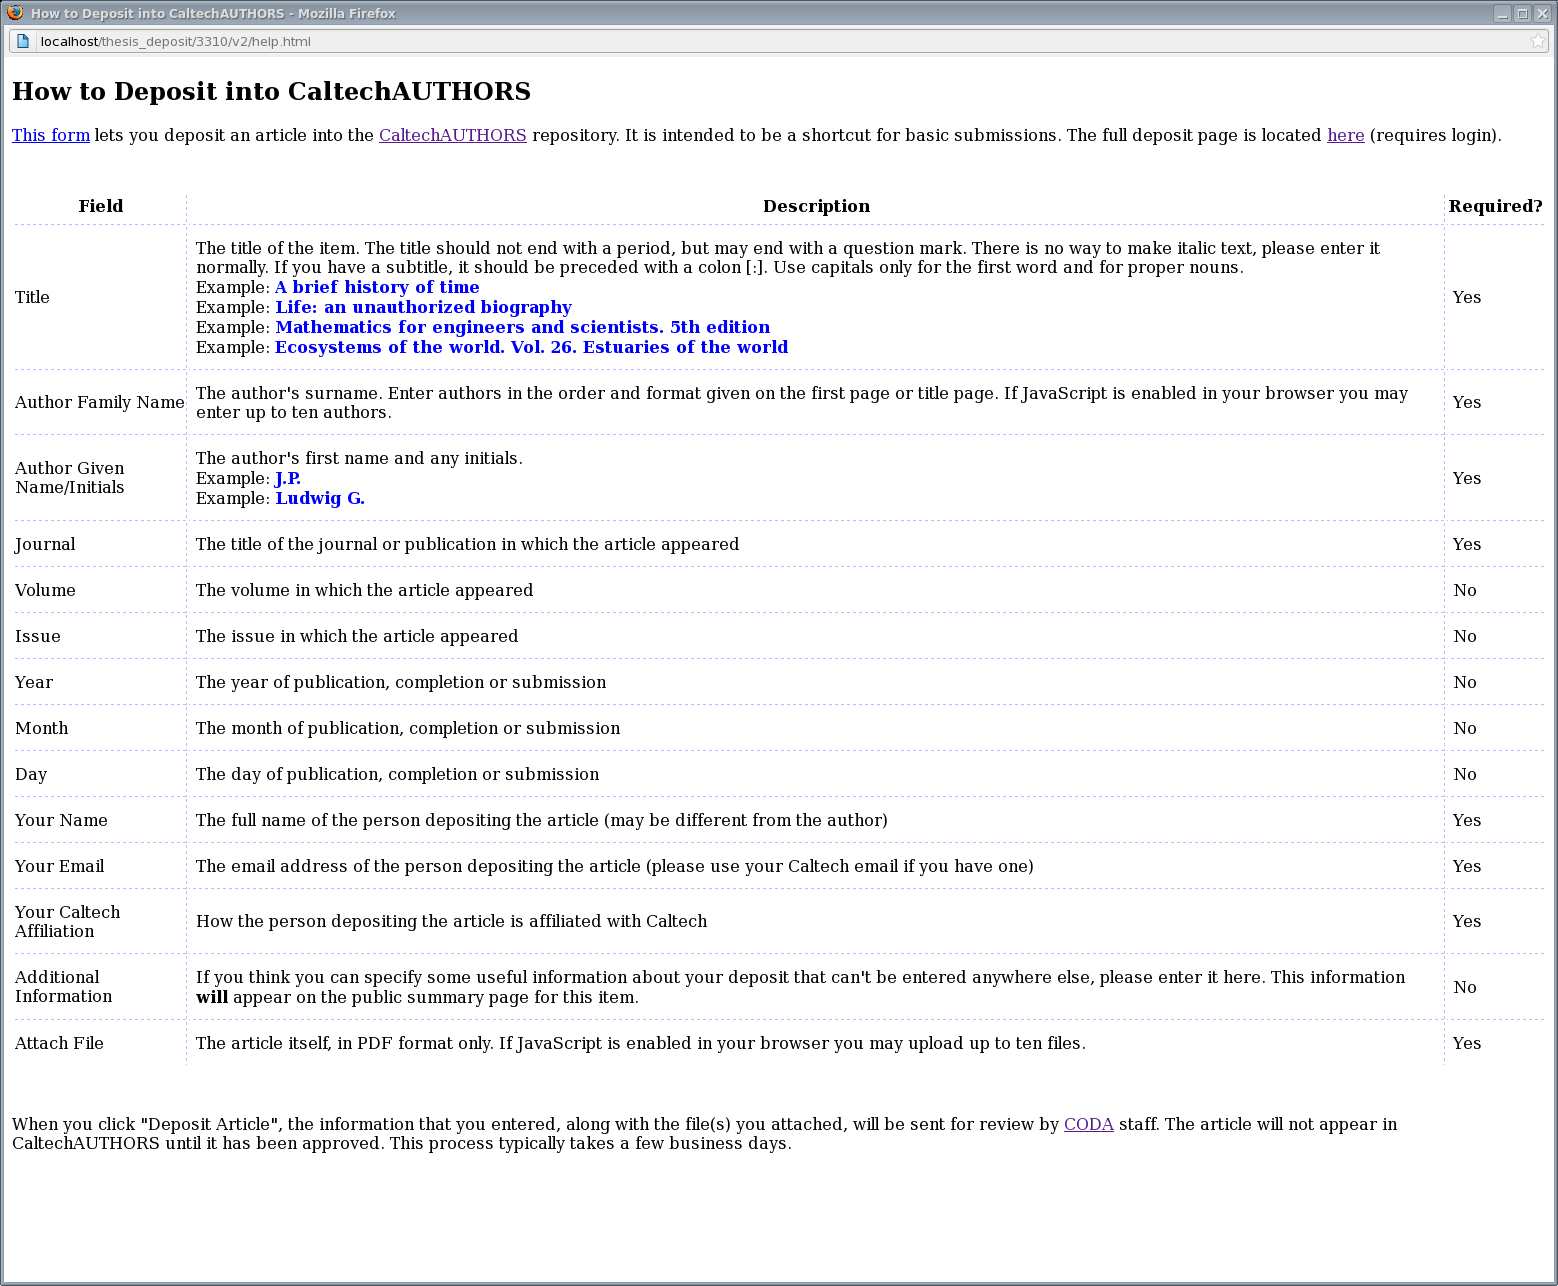 How to Deposit into CaltechAUTHORS - Mozilla Firefox
localhost/thesis_deposit/3310/v2/help.html
How to Deposit into CaltechAUTHORS
This form lets you deposit an article into the CaltechAUTHORS repository. It is intended to be a shortcut for basic submissions. The full deposit page is located here (requires login).
Field Description Required?
The title of the item. The title should not end with a period, but may end with a question mark. There is no way to make italic text, please enter it
normally. If you have a subtitle, it should be preceded with a colon [:]. Use capitals only for the first word and for proper nouns.
Example: A brief history of time
Title Yes
Example: Life: an unauthorized biography
Example: Mathematics for engineers and scientists. 5th edition
Example: Ecosystems of the world. Vol. 26. Estuaries of the world
Author Family Name The author's surname. Enter authors in the order and format given on the first page or title page. If JavaScript is enabled in your browser you may Yes
enter up to ten authors.
Author Given The author's first name and any initials.
Name/Initials Example: J.P. Yes
Example: Ludwig G.
Journal The title of the journal or publication in which the article appeared Yes
Volume The volume in which the article appeared No
Issue The issue in which the article appeared No
Year The year of publication, completion or submission No
Month The month of publication, completion or submission No
Day The day of publication, completion or submission No
Your Name The full name of the person depositing the article (may be different from the author) Yes
Your Email The email address of the person depositing the article (please use your Caltech email if you have one) Yes
Your Caltech
Affiliation How the person depositing the article is affiliated with Caltech Yes
Additional If you think you can specify some useful information about your deposit that can't be entered anywhere else, please enter it here. This information
Information will appear on the public summary page for this item. No
Attach File The article itself, in PDF format only. If JavaScript is enabled in your browser you may upload up to ten files. Yes
When you click "Deposit Article", the information that you entered, along with the file(s) you attached, will be sent for review by CODA staff. The article will not appear in
CaltechAUTHORS until it has been approved. This process typically takes a few business days.